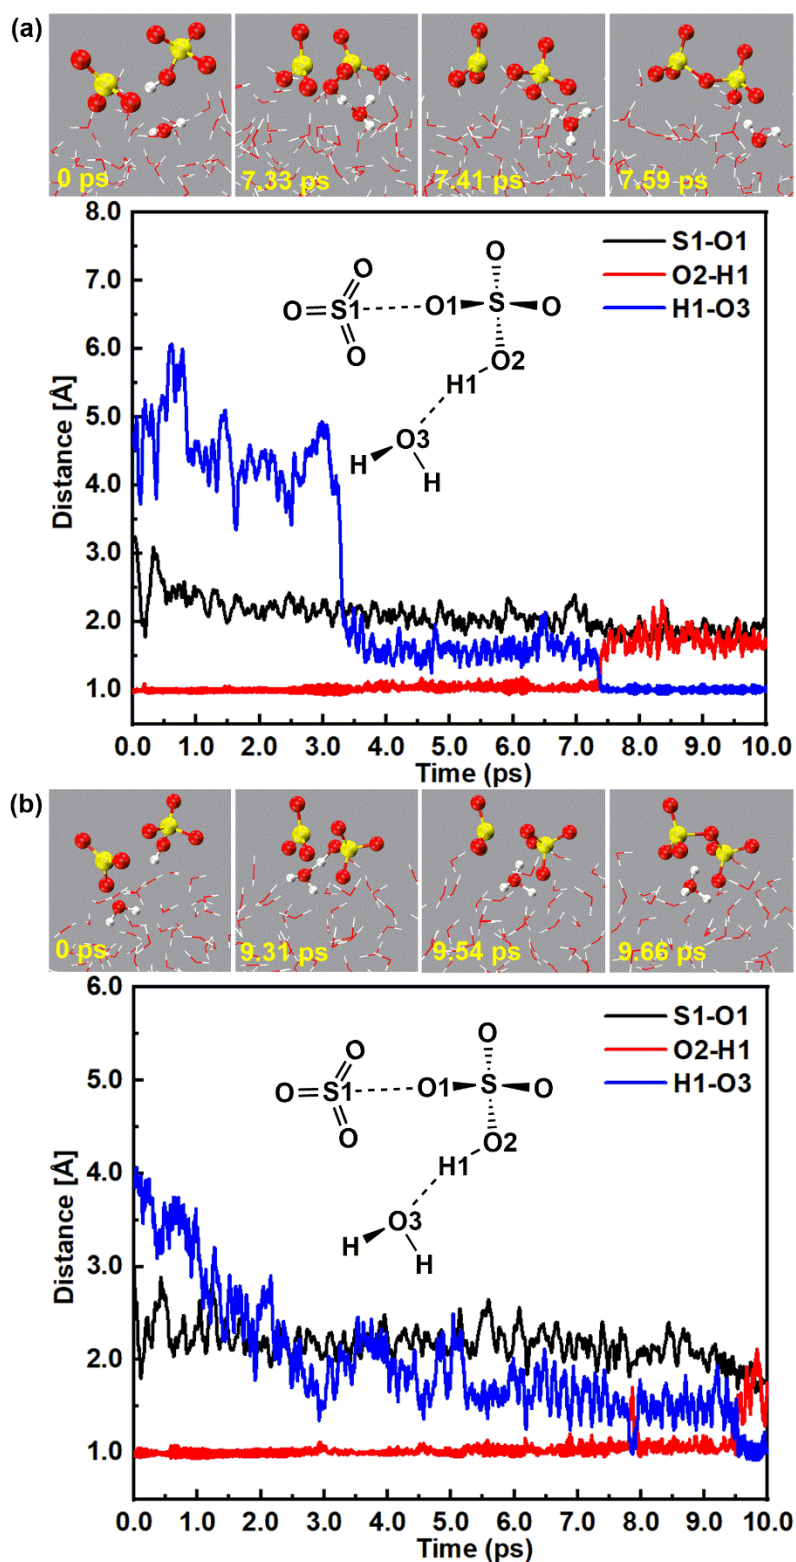 (a)
0 ps 7.33 ps 7.41 ps 7.59 ps
8.0
7.0
6.0
5.0
4.0
3.0
2.0
1.0
Distance [Å]
S1-O1
O2-H1
H1-O3
O
O
O S1 O1 S O
O
O2
H1
O3
H
H
0.0 1.0 2.0 3.0 4.0 5.0 6.0 7.0 8.0 9.0 10.0
Time (ps)
(b)
0 ps 9.31 ps 9.54 ps 9.66 ps
6.0
5.0
4.0
3.0
2.0
1.0
Distance [Å]
S1-O1
O2-H1
H1-O3
O
O
O S1 O1 S O
O
O2
H1
O3
H
H
0.0 1.0 2.0 3.0 4.0 5.0 6.0 7.0 8.0 9.0 10.0
Time (ps)